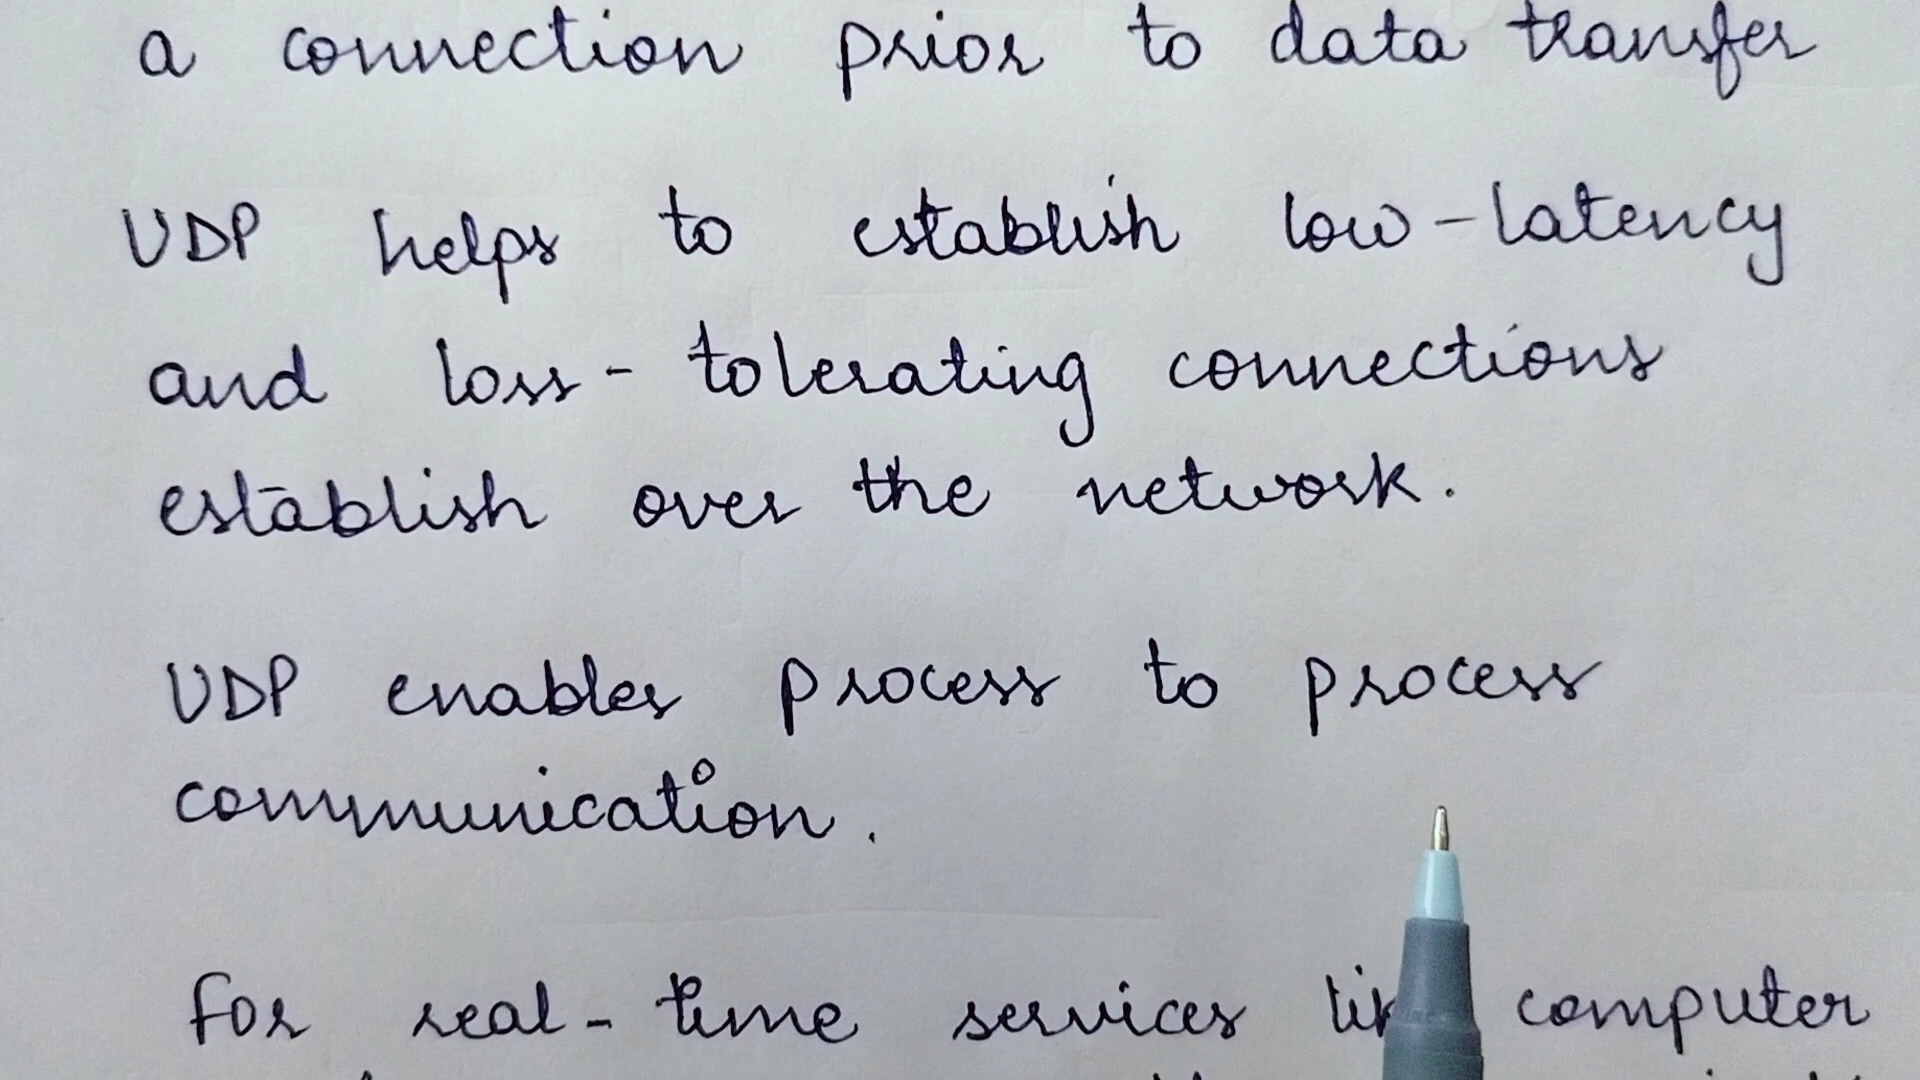 a connection prior to data transfer
UDP helps to establish low-latency
and loss-tolerating connections
establish over the network.
UDP enables process to process
communication.
For real-time services computer